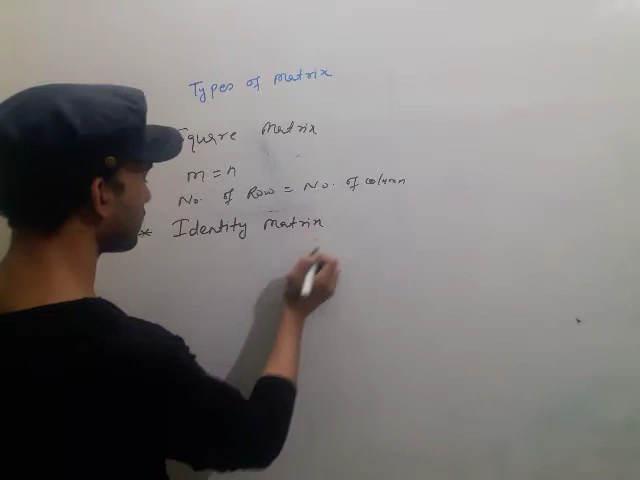 Types of matrix
Square Matrix
m = n
No. of Row = No. of column
* Identity Matrix